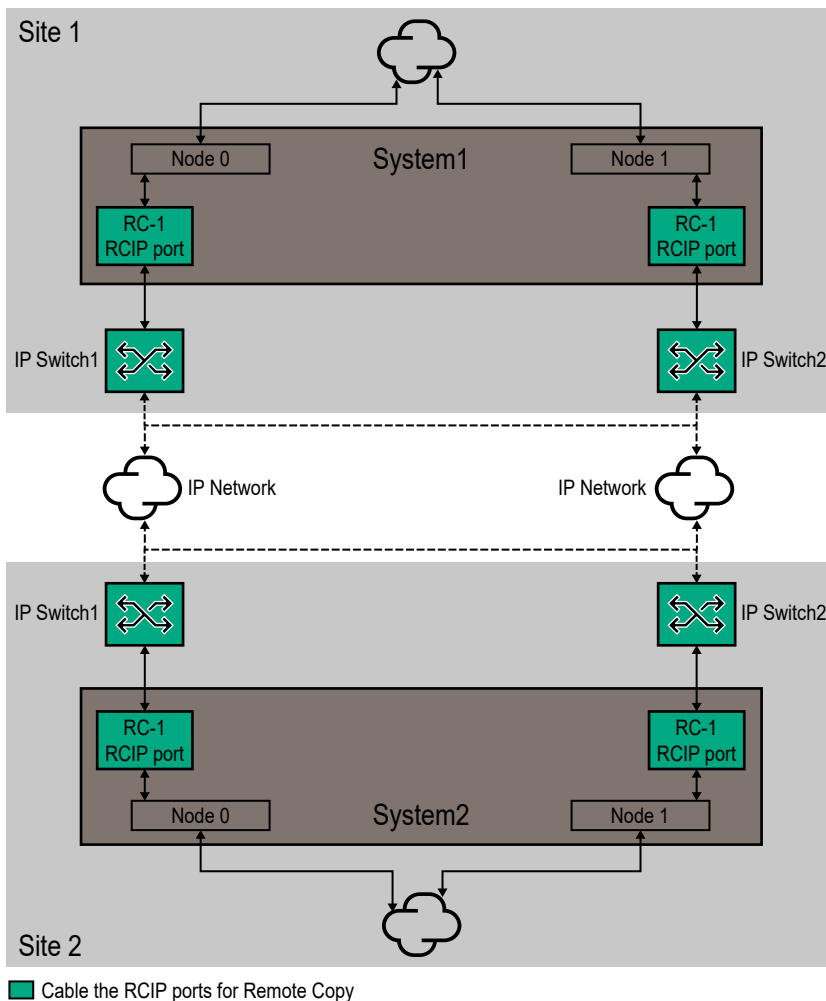 Site 1
Node 0
System1
Node 1
RC-1
RCIP port
RC-1
RCIP port
IP Switch1
IP Switch2
IP Network
IP Network
IP Switch1
IP Switch2
RC-1
RCIP port
RC-1
RCIP port
Node 0
System2
Node 1
Site 2
Cable the RCIP ports for Remote Copy